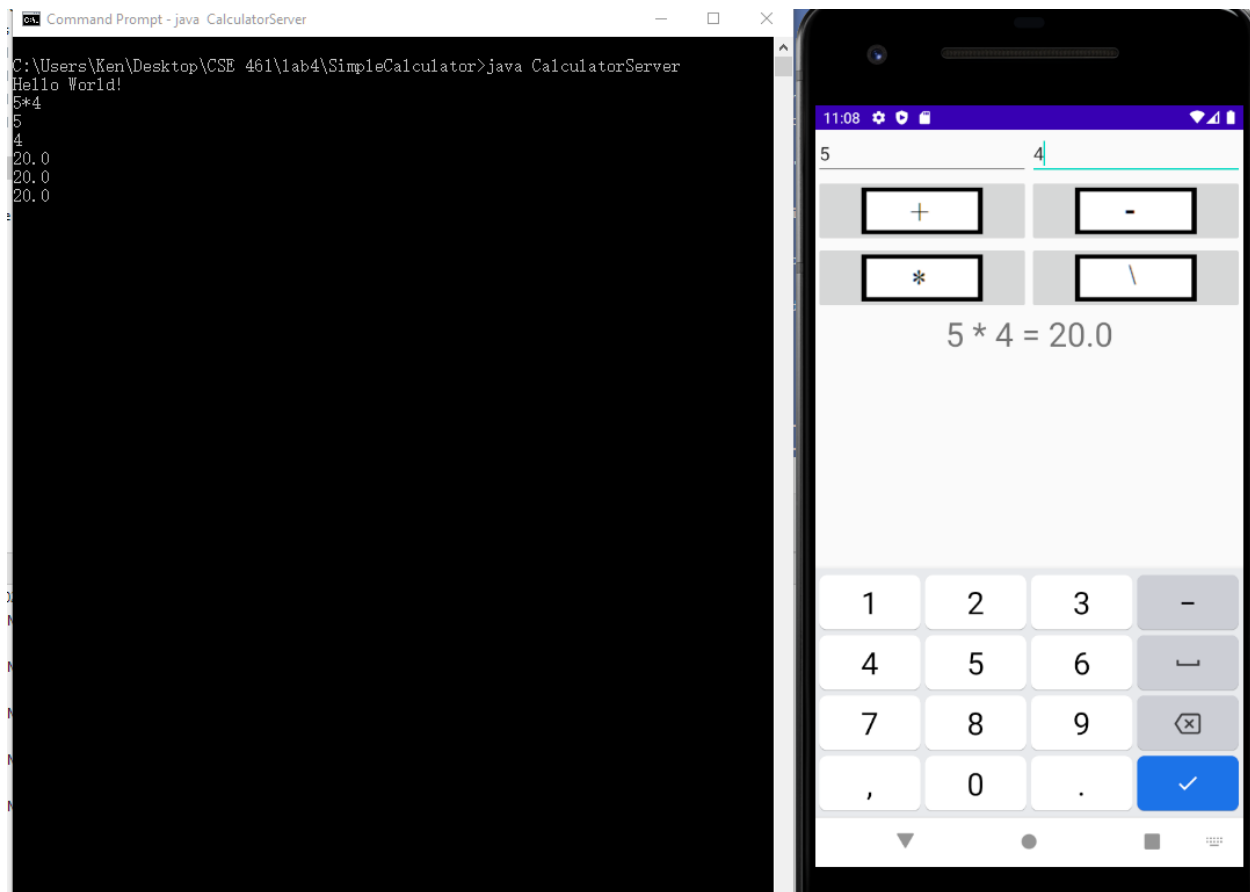 Command Prompt - java CalculatorServer
C:\Users\Ken\Desktop\CSE 461\lab4\SimpleCalculator>java CalculatorServer
Hello World!
5*4
5
4
20.0
20.0
20.0
11:08
5 4
+ -
* \
5 * 4 = 20.0
1 2 3 -
4 5 6
7 8 9
, 0 .